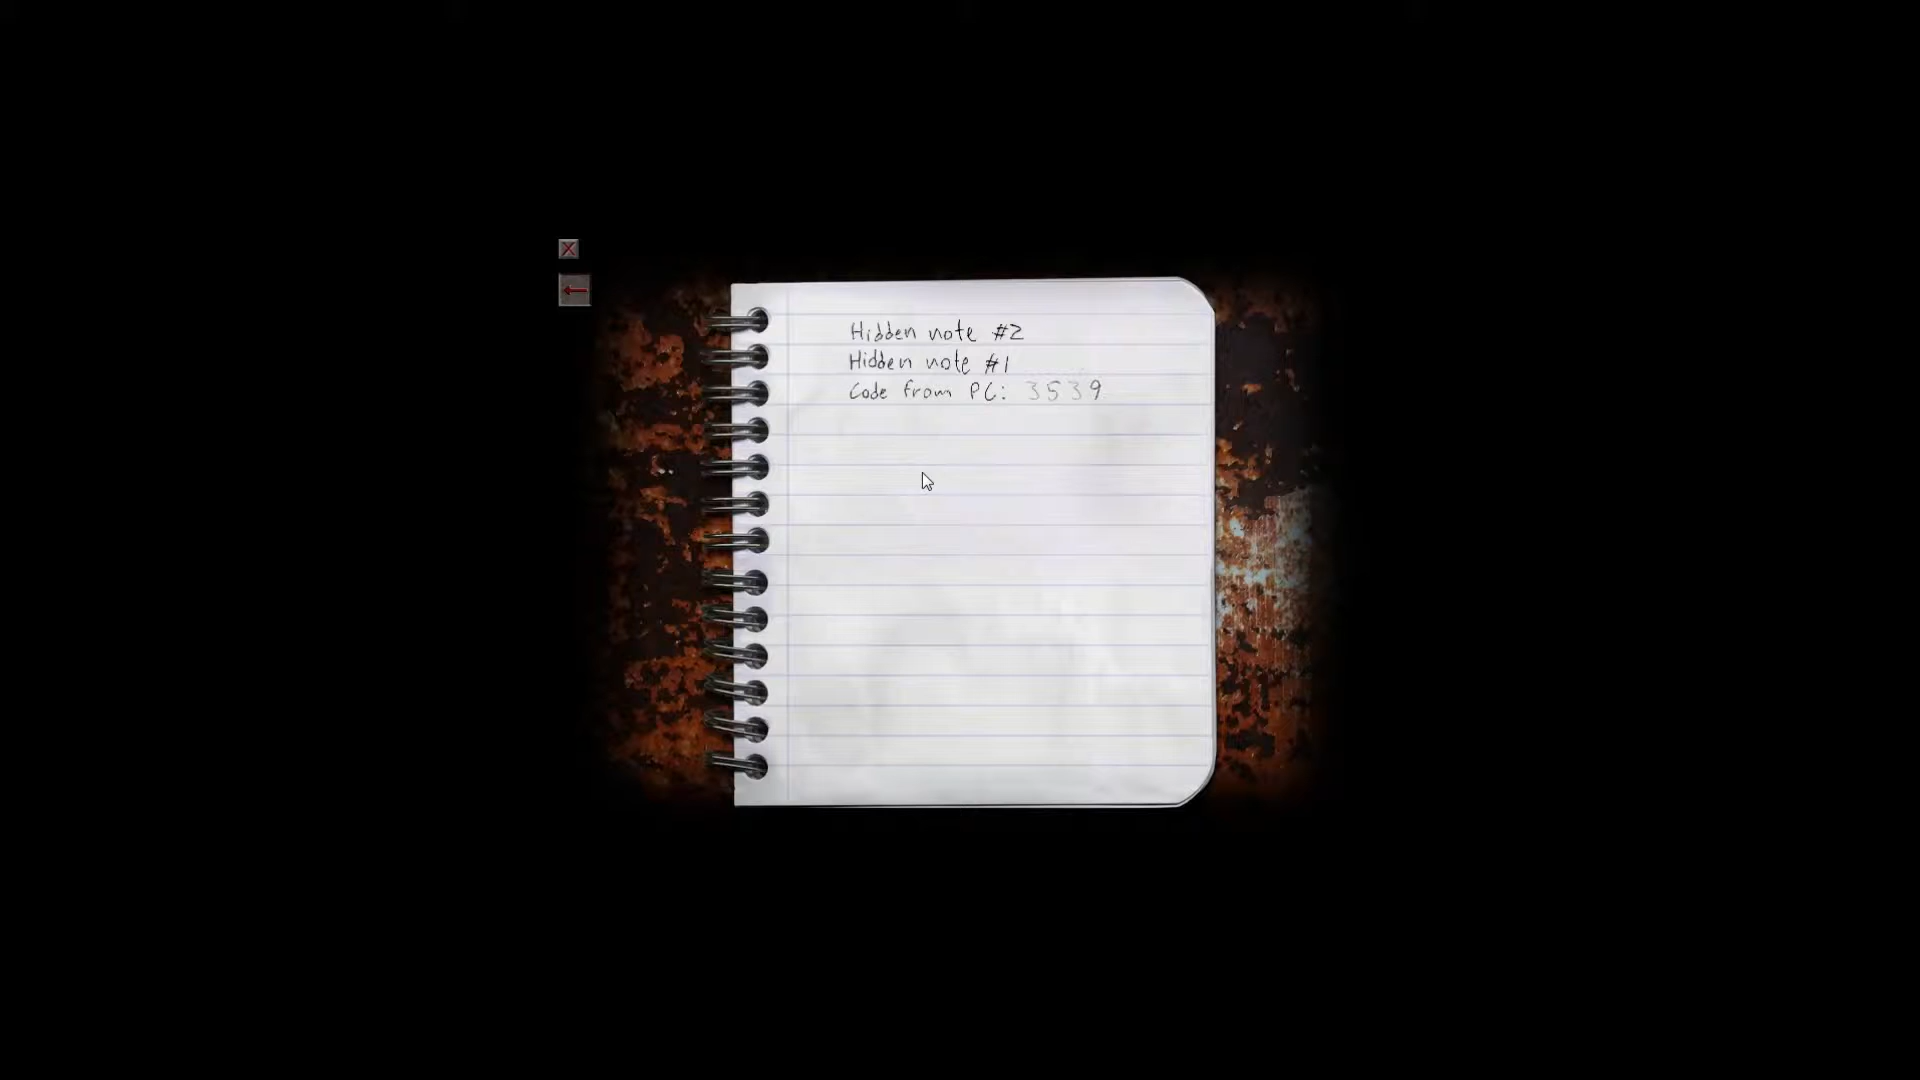 Hidden note #2
Hidden note #1
Code from PC: 3539